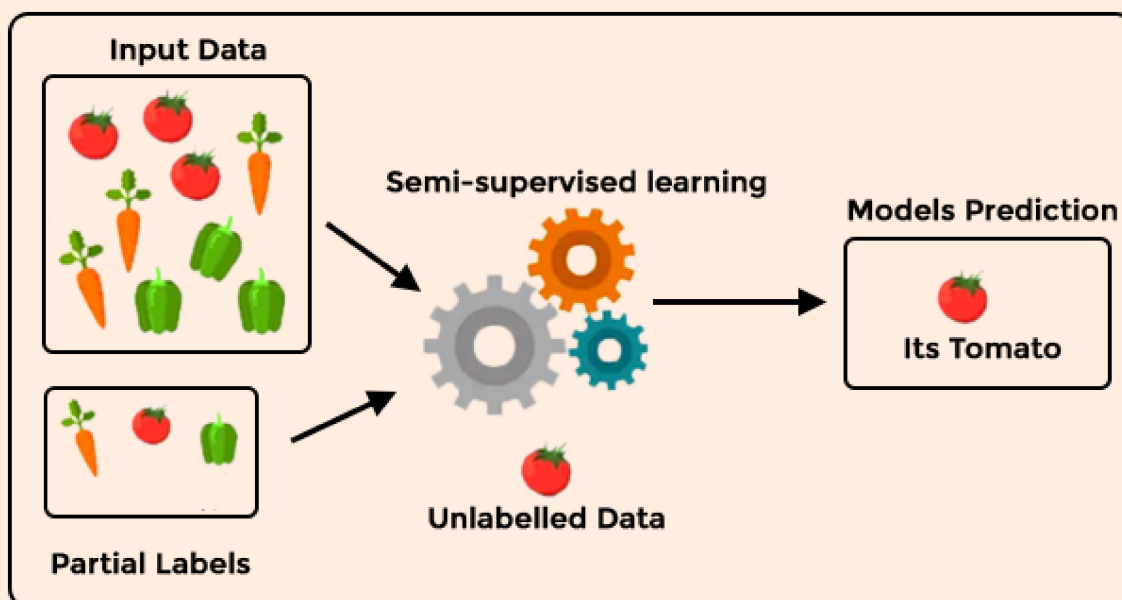 Input Data
Semi-supervised learning
Models Prediction
Its Tomato
Unlabelled Data
Partial Labels